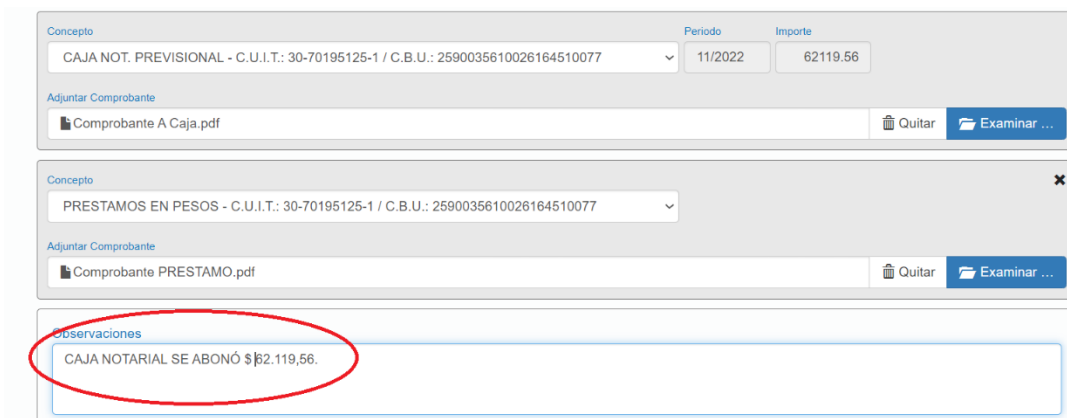 Concepto Periodo Importe
CAJA NOT. PREVISIONAL - C.U.I.T.: 30-70195125-1 / C.B.U.: 2590035610026164510077 11/2022 62119.56
Adjuntar Comprobante
Comprobante A Caja.pdf Quitar Examinar ...
Concepto
PRESTAMOS EN PESOS - C.U.I.T.: 30-70195125-1 / C.B.U.: 2590035610026164510077
Adjuntar Comprobante
Comprobante PRESTAMO.pdf Quitar Examinar ...
Observaciones
CAJA NOTARIAL SE ABONÓ $ 62.119,56.